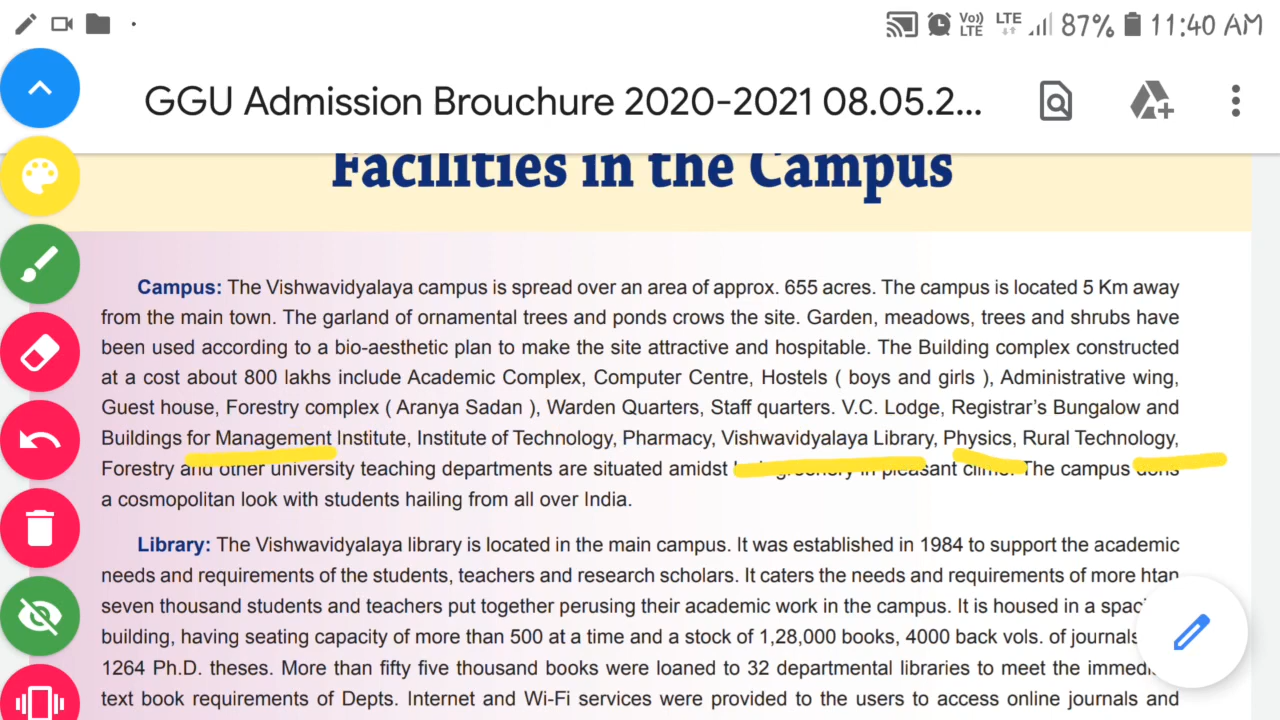 Vo)) LTE LTE 87% 11:40 AM
GGU Admission Brouchure 2020-2021 08.05.2...
Facilities in the Campus
Campus: The Vishwavidyalaya campus is spread over an area of approx. 655 acres. The campus is located 5 Km away
from the main town. The garland of ornamental trees and ponds crows the site. Garden, meadows, trees and shrubs have
been used according to a bio-aesthetic plan to make the site attractive and hospitable. The Building complex constructed
at a cost about 800 lakhs include Academic Complex, Computer Centre, Hostels ( boys and girls ), Administrative wing,
Guest house, Forestry complex ( Aranya Sadan ), Warden Quarters, Staff quarters. V.C. Lodge, Registrar's Bungalow and
Buildings for Management Institute, Institute of Technology, Pharmacy, Vishwavidyalaya Library, Physics, Rural Technology,
Forestry and other university teaching departments are situated amidst greenery in pleasant clime. The campus dons
a cosmopolitan look with students hailing from all over India.
Library: The Vishwavidyalaya library is located in the main campus. It was established in 1984 to support the academic
needs and requirements of the students, teachers and research scholars. It caters the needs and requirements of more htan
seven thousand students and teachers put together perusing their academic work in the campus. It is housed in a
building, having seating capacity of more than 500 at a time and a stock of 1,28,000 books, 4000 back vols. of journals
1264 Ph.D. theses. More than fifty five thousand books were loaned to 32 departmental libraries to meet the
text book requirements of Depts. Internet and Wi-Fi services were provided to the users to access online journals and